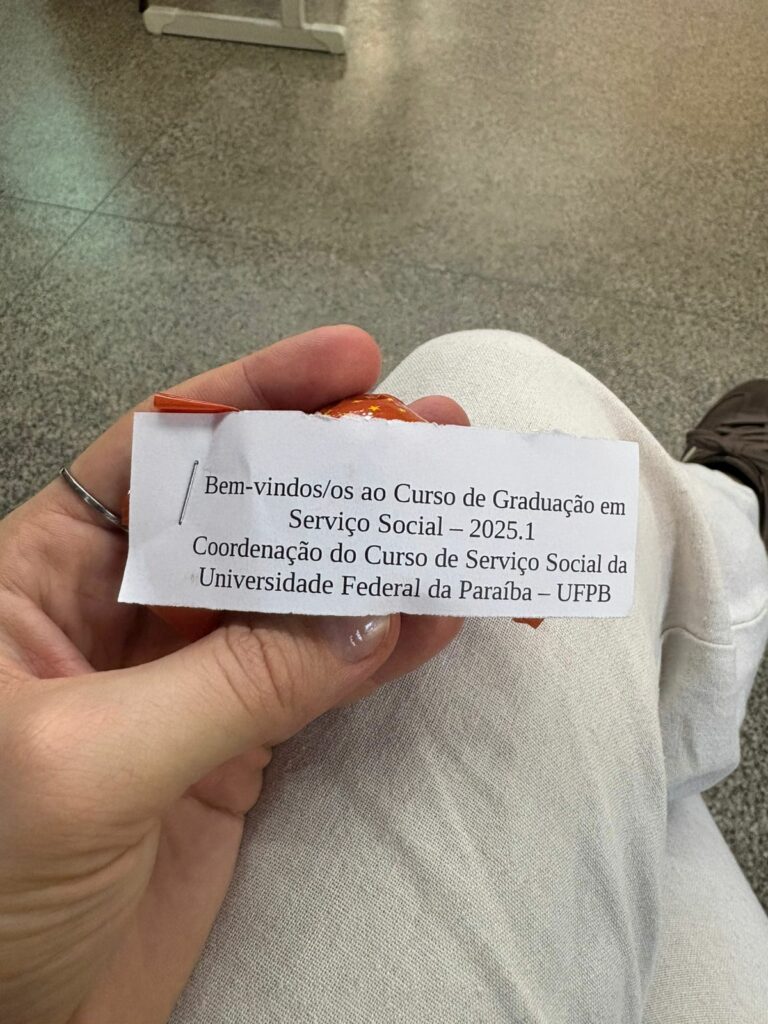 Bem-vindos/os ao Curso de Graduação em
Serviço Social – 2025.1
Coordenação do Curso de Serviço Social da
Universidade Federal da Paraíba – UFPB